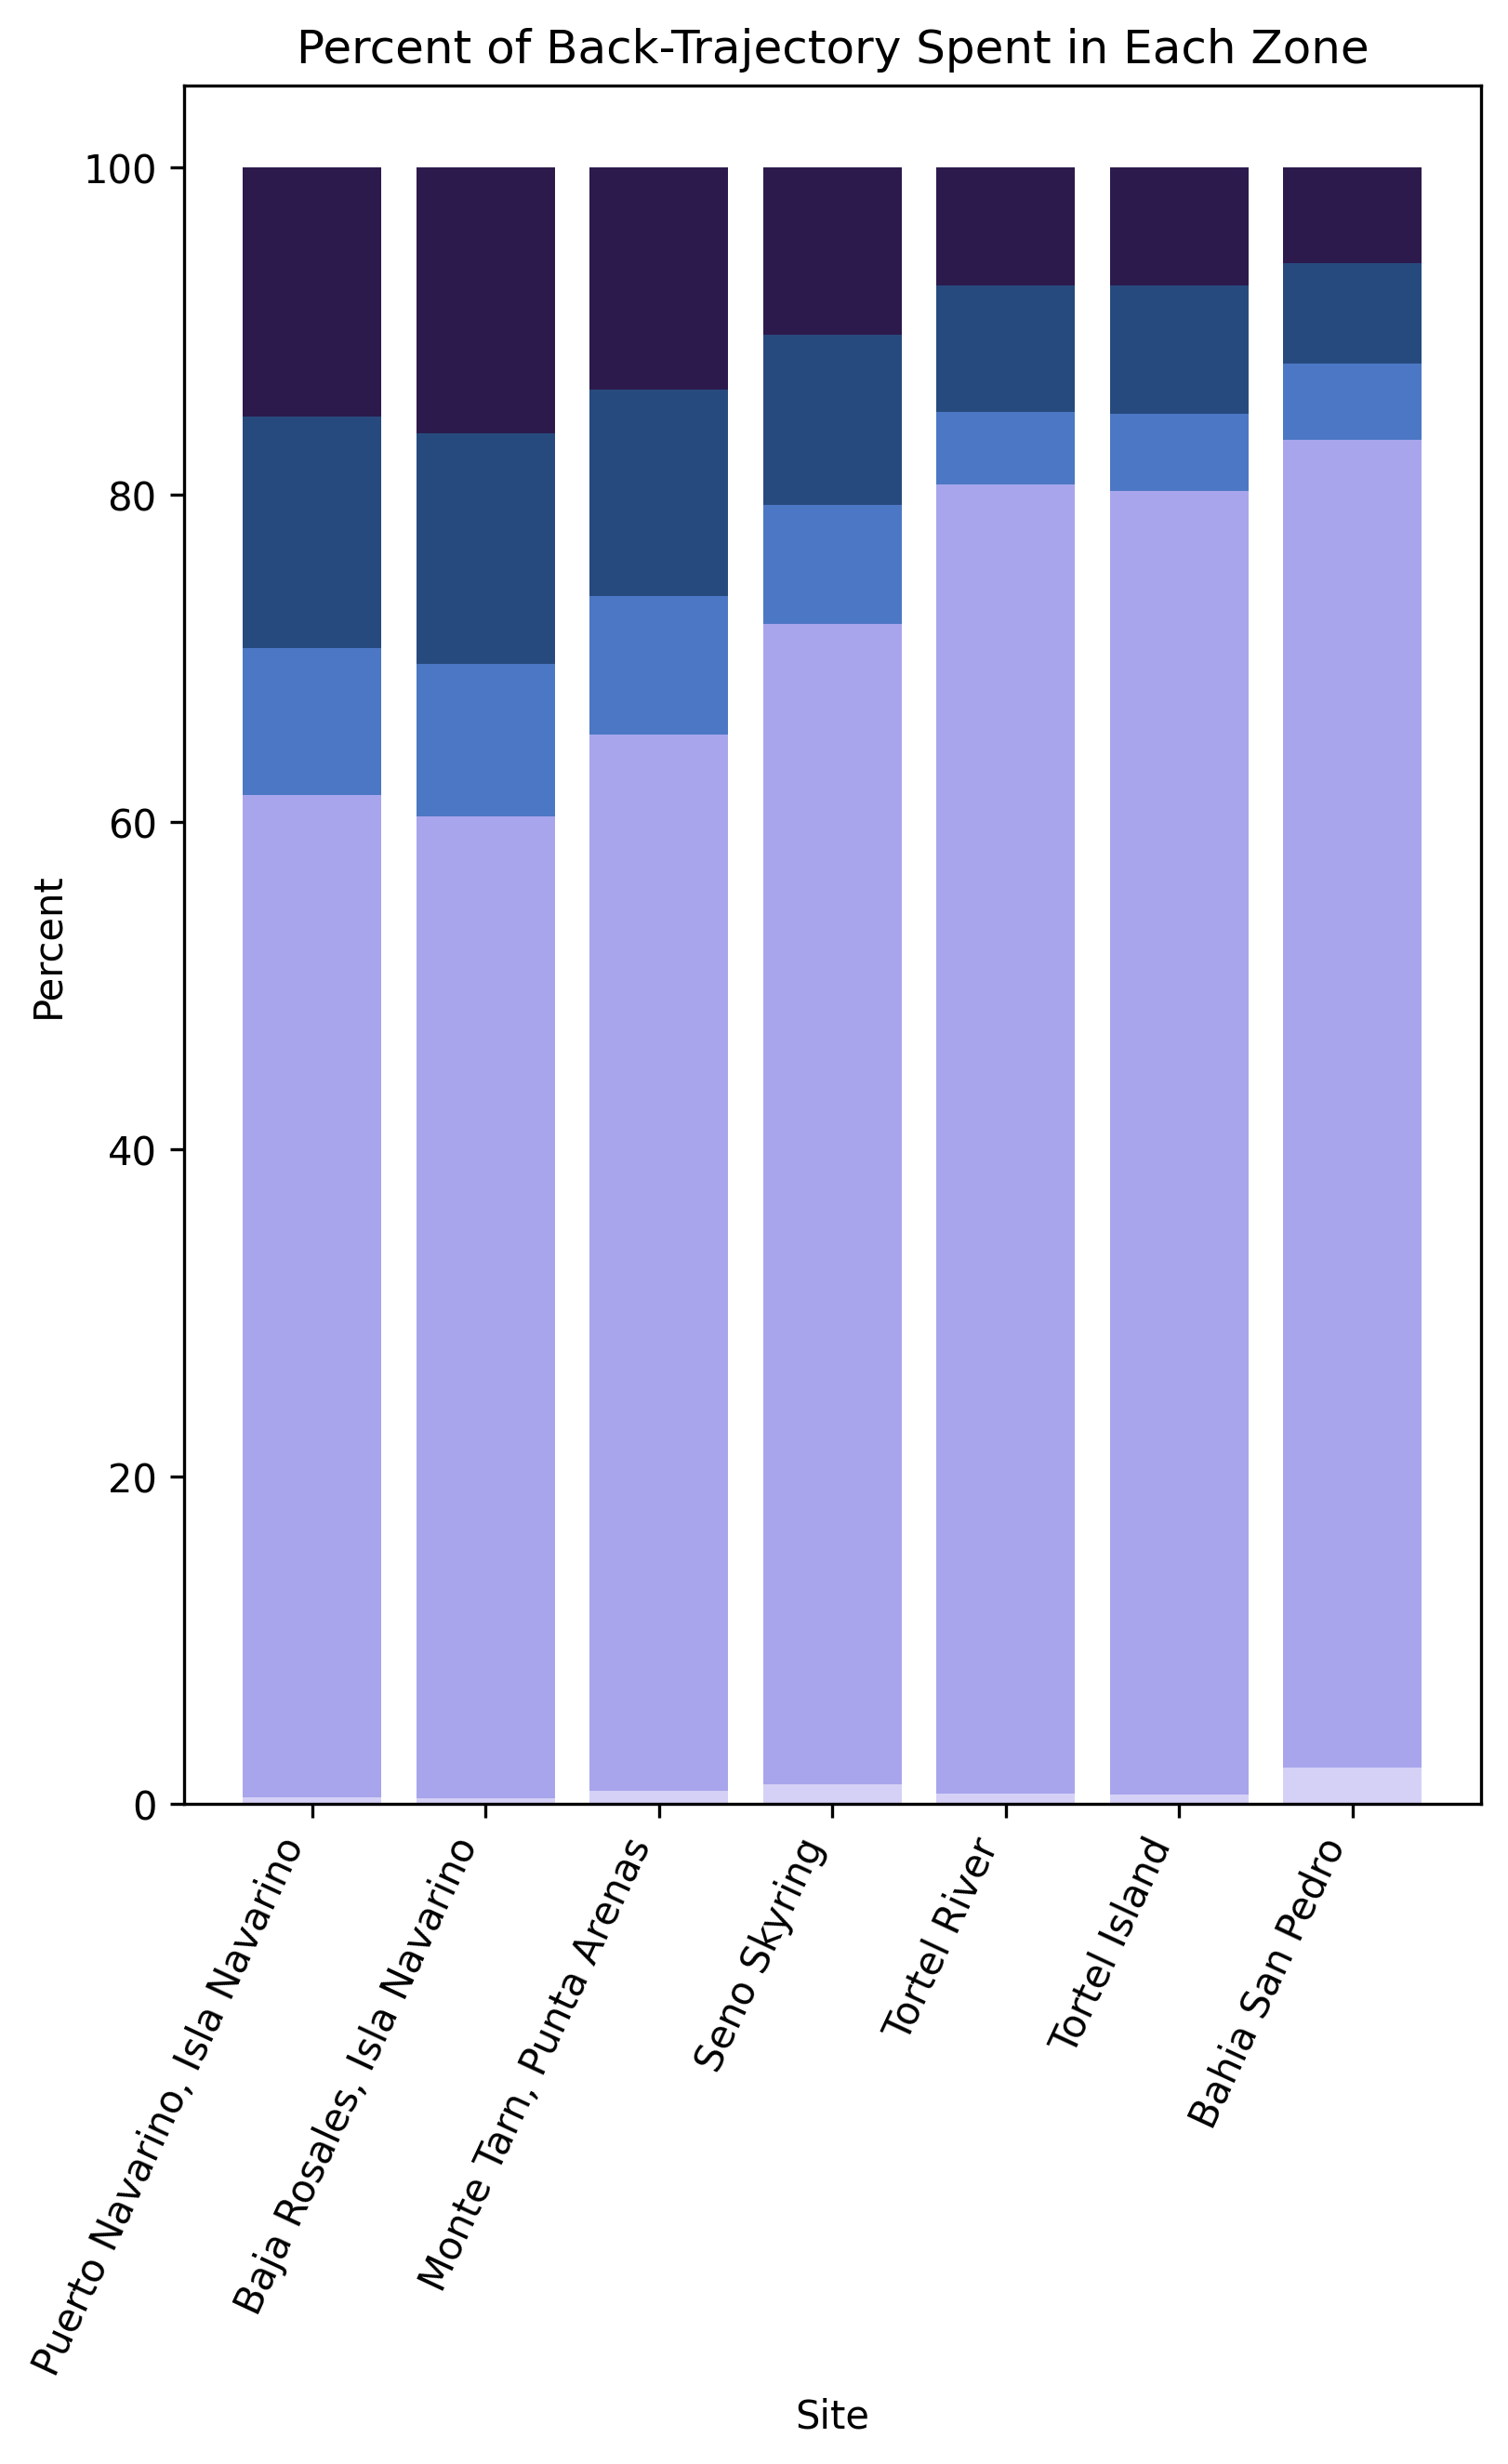 Percent of Back-Trajectory Spent in Each Zone
100
80
60
40
20
0
Percent
Puerto Navarino, Isla Navarino
Baja Rosales, Isla Navarino
Monte Tarn, Punta Arenas
Seno Skyring
Tortel River
Tortel Island
Bahia San Pedro
Site